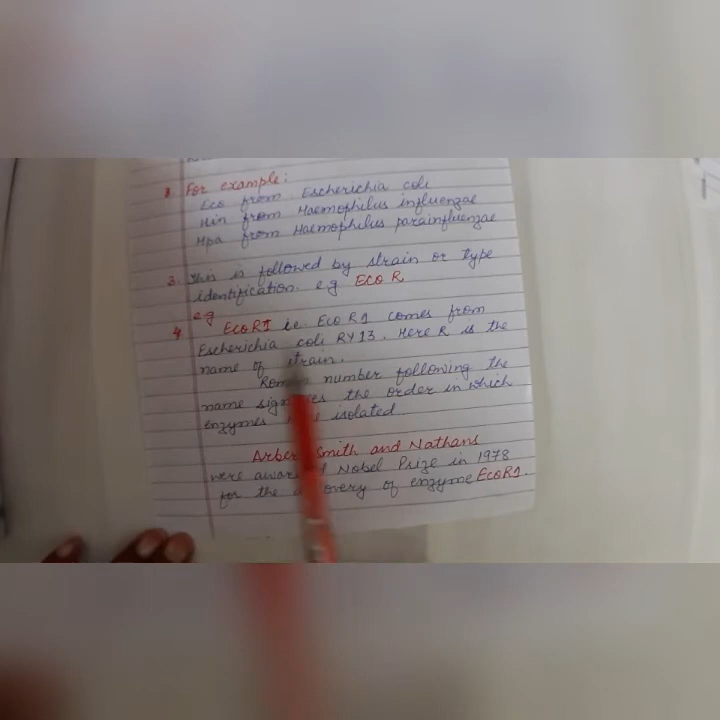 8. For example:
Eco from Escherichia coli
Hin from Haemophilus influenzae
Hpa from Haemophilus parainfluenzae
3. This is followed by strain or type
identification. eg ECO R
eg
4. EcoRI i.e. Eco R1 comes from
Escherichia coli RY13. Here R is the
name of strain.
Roman number following the
name the order in which
enzymes isolated
Arber Smith and Nathans
were Nobel Prize in 1978
for the of enzyme EcoR1.